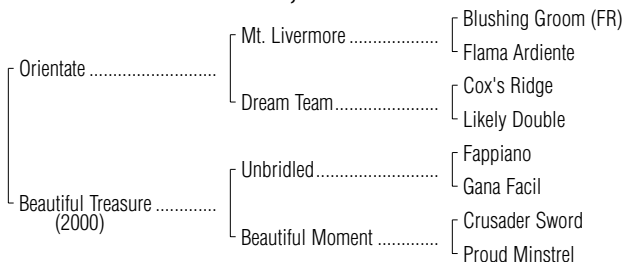 Blushing Groom (FR)
Mt. Livermore ....................
Flama Ardiente
Orientate ............................
Cox's Ridge
Dream Team.......................
Likely Double
Fappiano
Unbridled...........................
Gana Facil
Beautiful Treasure .............
(2000)
Crusader Sword
Beautiful Moment .............
Proud Minstrel